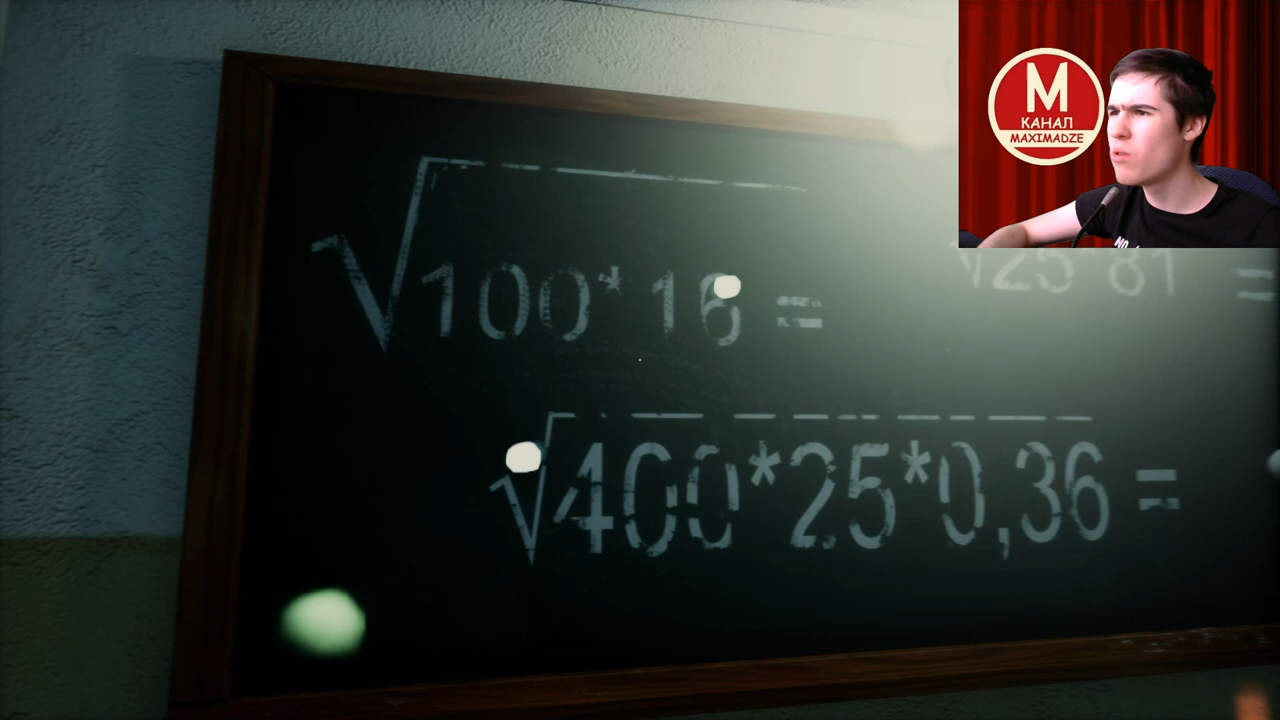 М
КАНАЛ
MAXIMADZE
√100*16 =
√25*81 =
√400*25*0,36 =